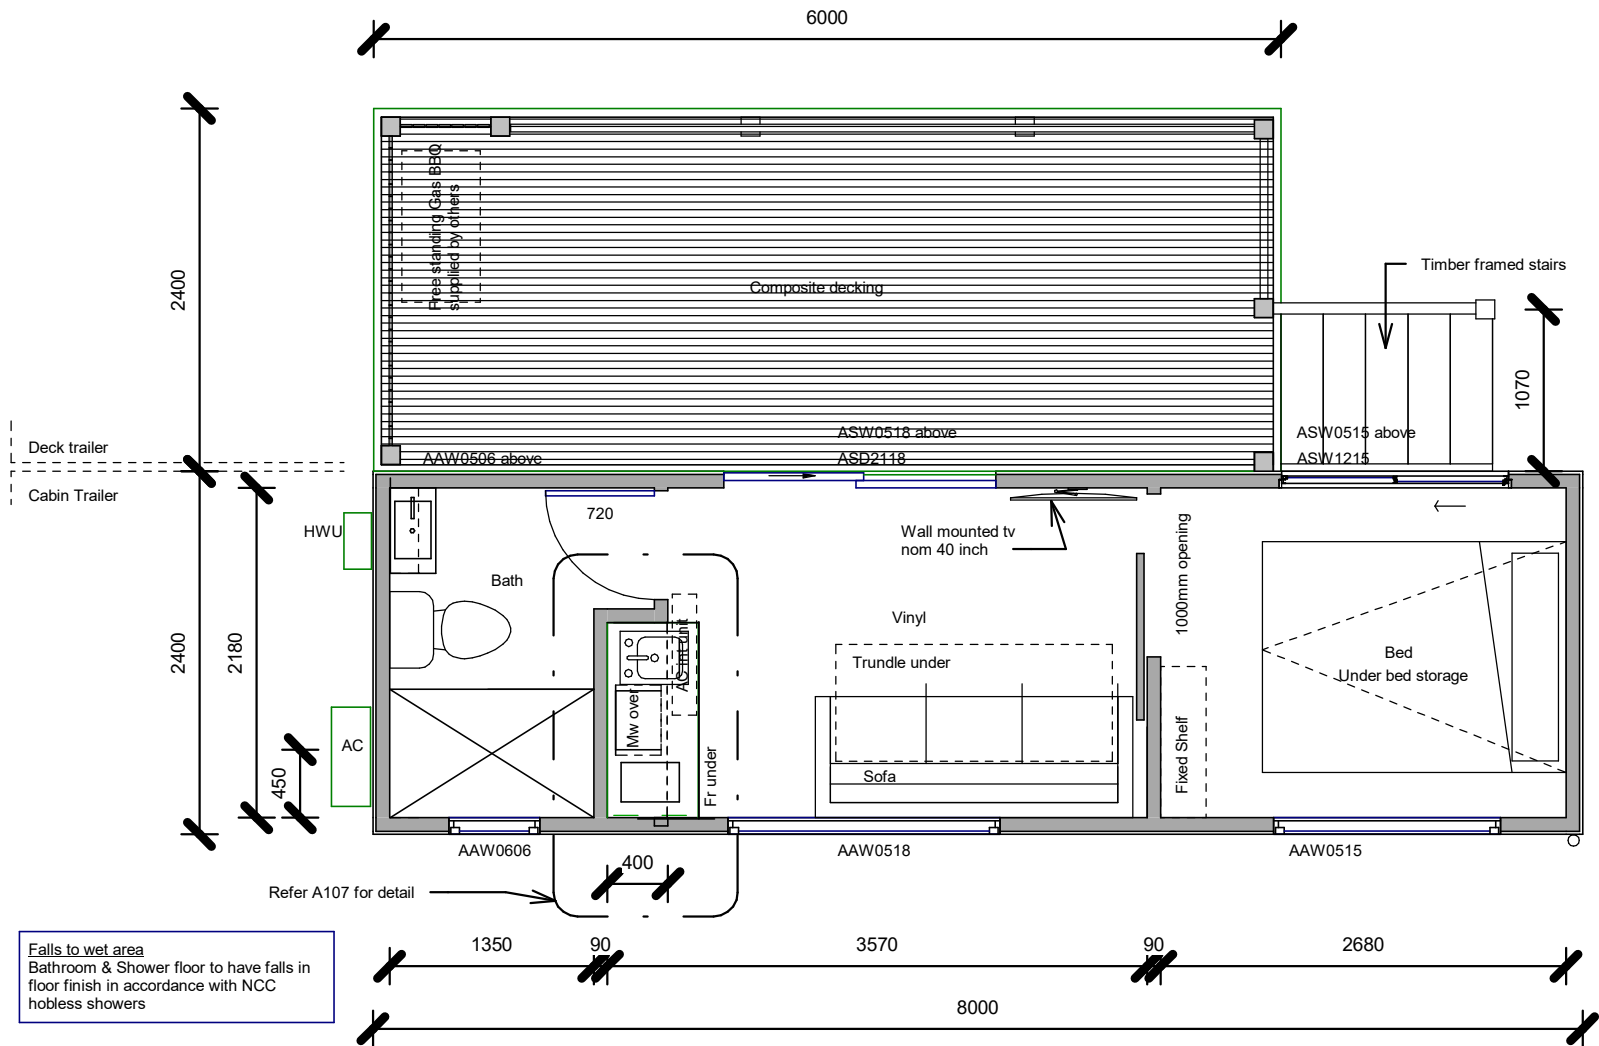 6000
2400
Free standing Gas BBQ
supplied by others
Composite decking
Timber framed stairs
1070
Deck trailer
Cabin Trailer
AAW0506 above
ASW0518 above
ASD2118
ASW0515 above
ASW1215
HWU
720
Wall mounted tv
nom 40 inch
1000mm opening
Bath
Vinyl
2400
2180
AC int unit
Trundle under
Bed
Under bed storage
AC
450
Mw over
Fr under
Sofa
Fixed Shelf
AAW0606
AAW0518
AAW0515
400
Refer A107 for detail
Falls to wet area
Bathroom & Shower floor to have falls in
floor finish in accordance with NCC
hobless showers
1350
90
3570
90
2680
8000